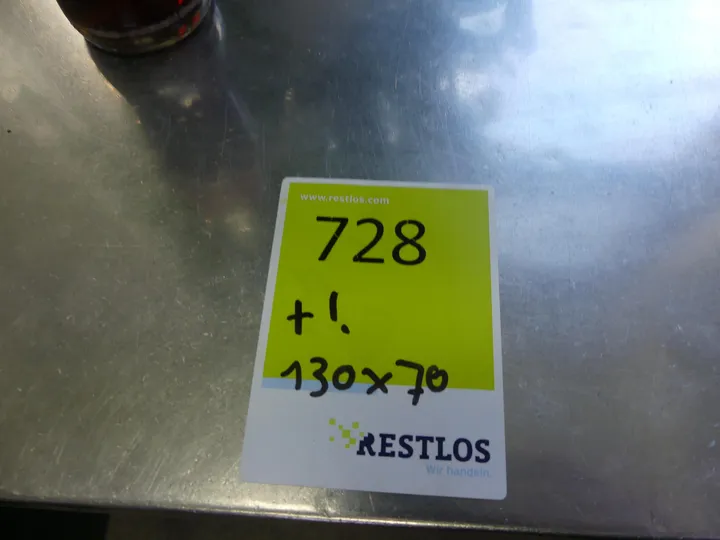 www.restlos.com
728
+!
130x70
RESTLOS
Wir handeln.